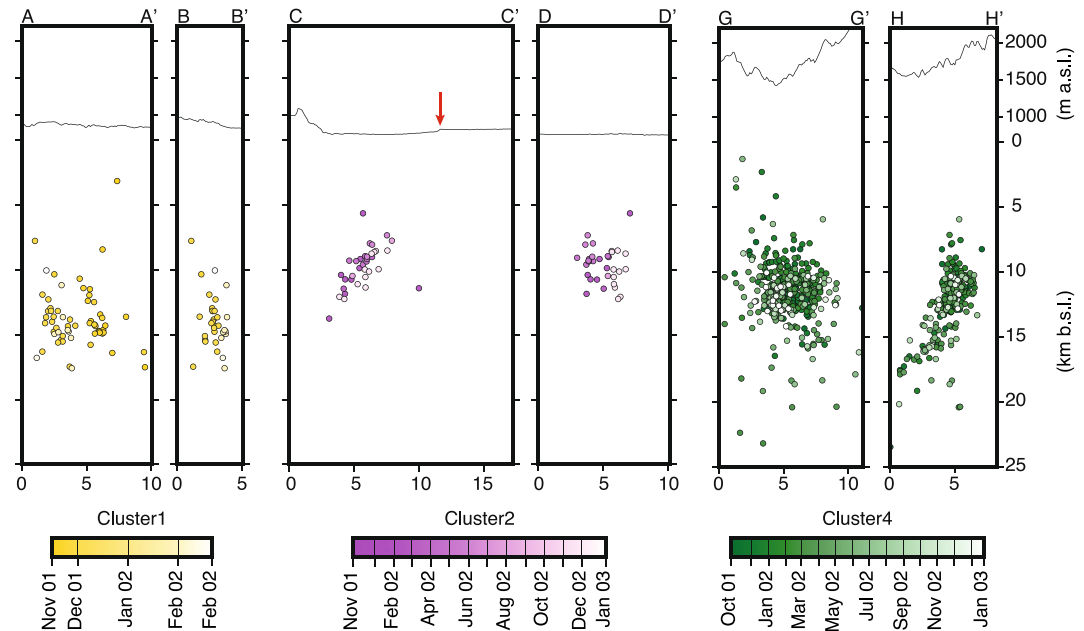 A A' B B' C C' D D' G G' H H'
2000
1500
1000
0
5
10
15
20
25
(m a.s.l.)
(km b.s.l.)
0 5 10 0 5 0 5 10 15 0 5 10 0 5 10 0 5
Cluster1 Cluster2 Cluster4
Nov 01 Dec 01 Jan 02 Feb 02 Feb 02
Nov 01 Feb 02 Apr 02 Jun 02 Aug 02 Oct 02 Dec 02 Jan 03
Oct 01 Jan 02 Mar 02 May 02 Jul 02 Sep 02 Nov 02 Jan 03